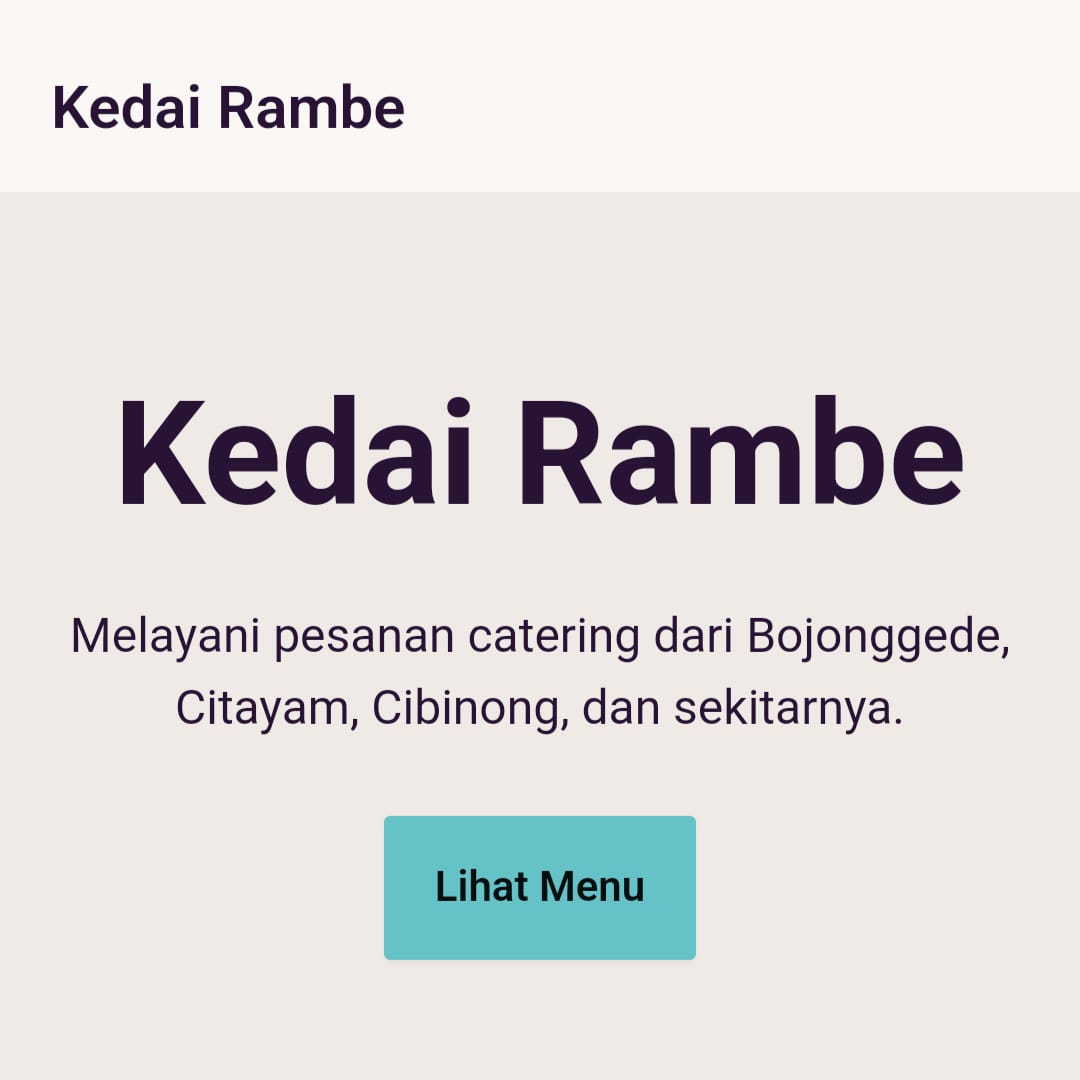 Kedai Rambe
Kedai Rambe
Melayani pesanan catering dari Bojonggede,
Citayam, Cibinong, dan sekitarnya.
Lihat Menu